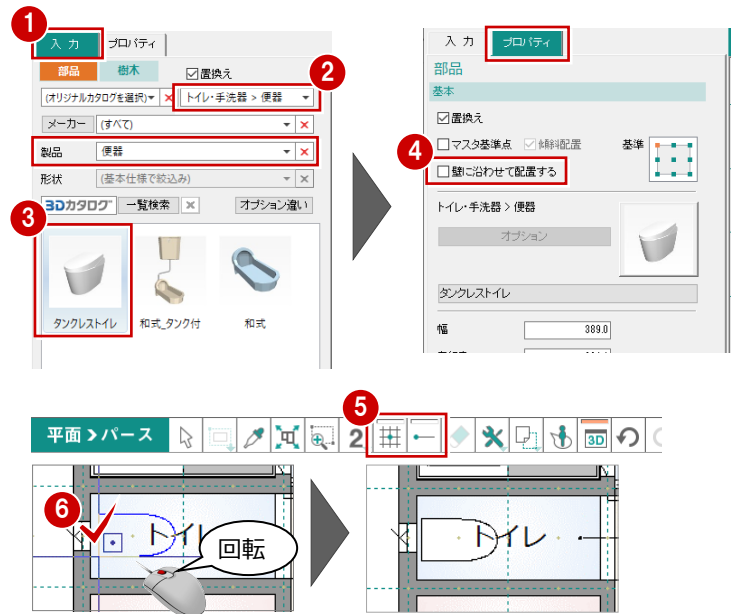 1
入 力
プロパティ
部品
樹木
置換え
2
(オリジナルカタログを選択)
トイレ・手洗器 > 便器
メーカー
(すべて)
製品
便器
形状
(基本仕様で絞込み)
3Dカタログ
一覧検索
オプション違い
3
タンクレストイレ
和式_タンク付
和式
入 力
プロパティ
部品
基本
置換え
マスタ基準点
傾斜配置
基準
4
壁に沿わせて配置する
トイレ・手洗器 > 便器
オプション
タンクレストイレ
幅
389.0
5
平面 > パース
2
3D
6
トイレ
回転
トイレ